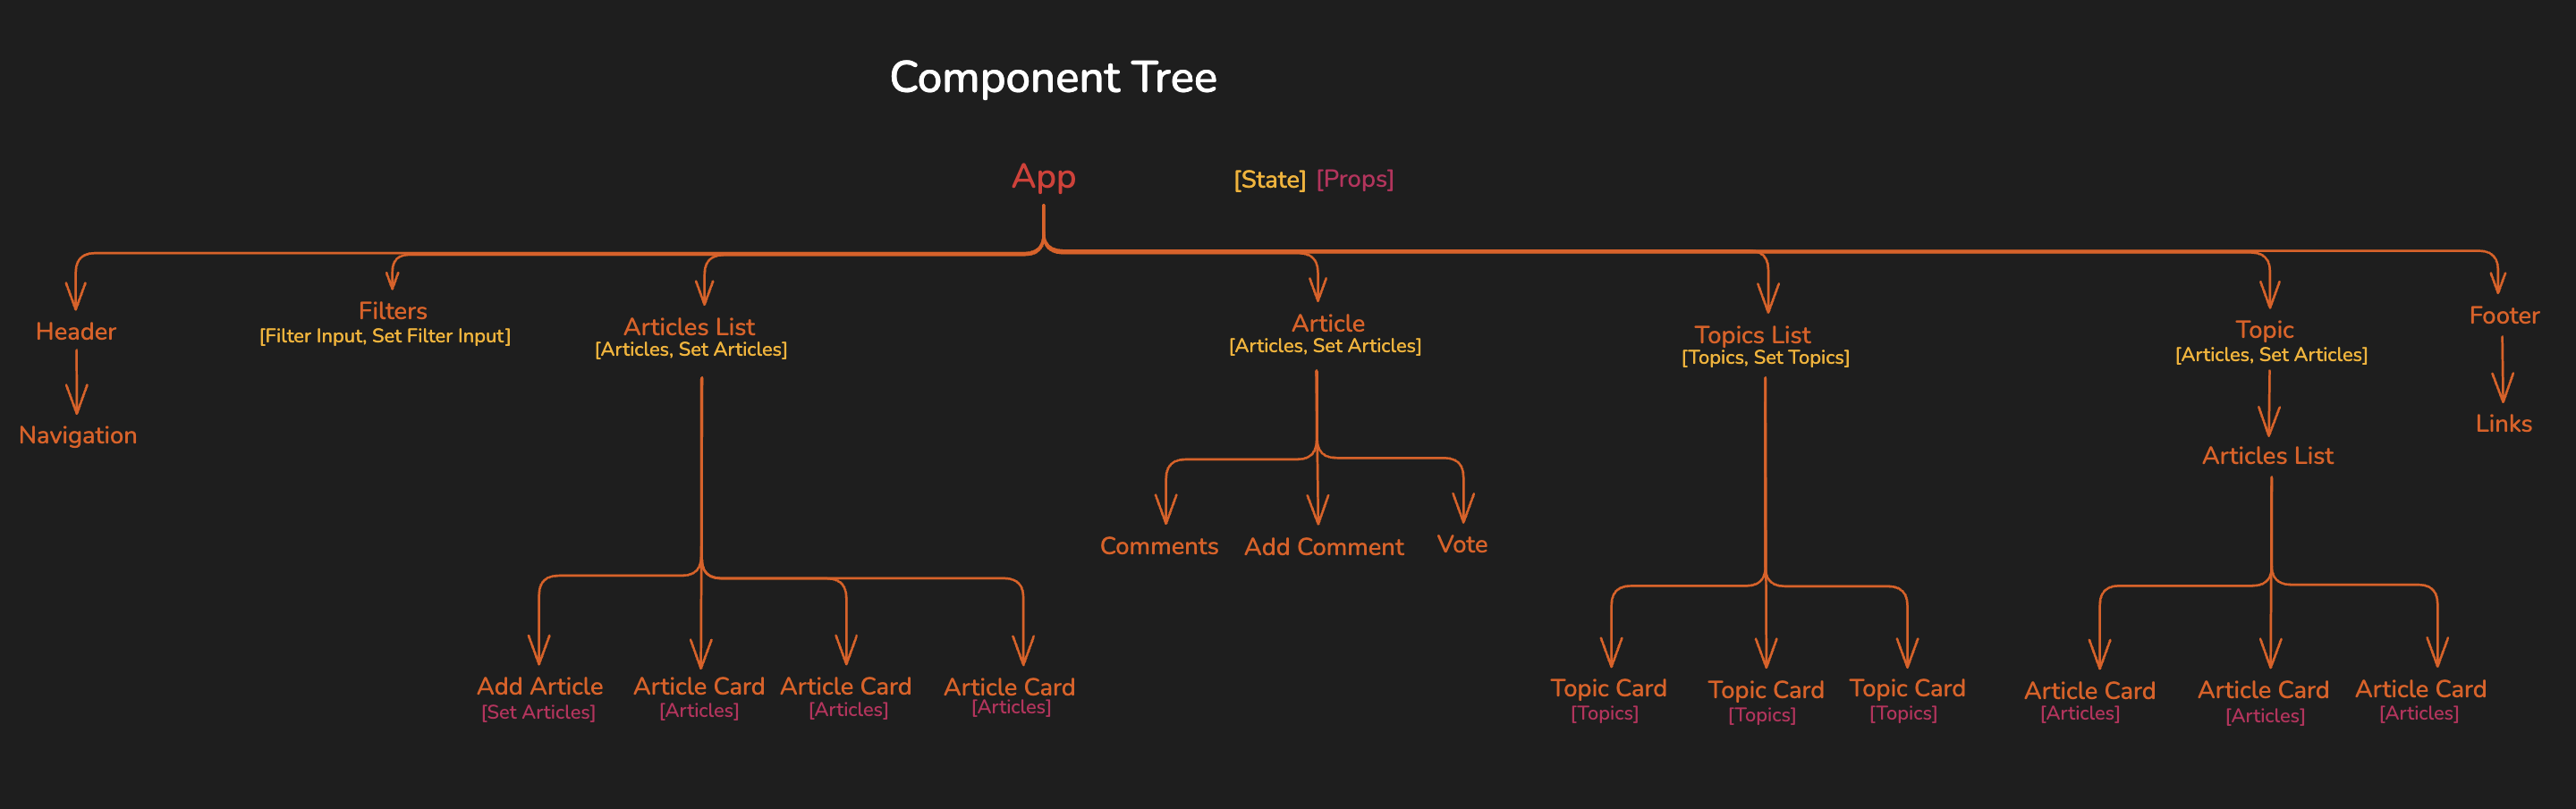 Component Tree
App
[State] [Props]
Header
Navigation
Filters
[Filter Input, Set Filter Input]
Articles List
[Articles, Set Articles]
Add Article
[Set Articles]
Article Card
[Articles]
Article Card
[Articles]
Article Card
[Articles]
Article
[Articles, Set Articles]
Comments
Add Comment
Vote
Topics List
[Topics, Set Topics]
Topic Card
[Topics]
Topic Card
[Topics]
Topic Card
[Topics]
Topic
[Articles, Set Articles]
Articles List
Article Card
[Articles]
Article Card
[Articles]
Article Card
[Articles]
Footer
Links